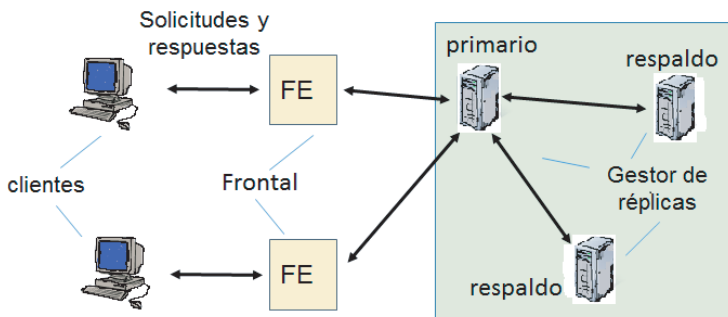 Solicitudes y
respuestas
primario
respaldo
FE
clientes
Frontal
Gestor de
réplicas
FE
respaldo